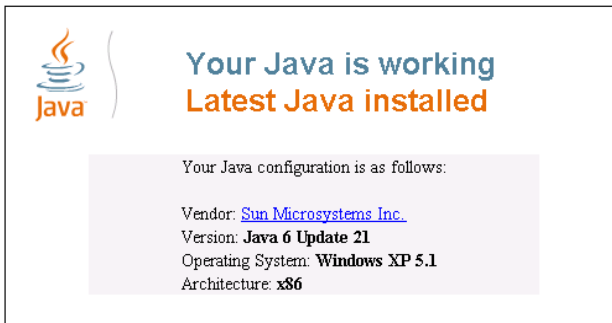 Your Java is working
Latest Java installed
Java
Your Java configuration is as follows:
Vendor: Sun Microsystems Inc.
Version: Java 6 Update 21
Operating System: Windows XP 5.1
Architecture: x86